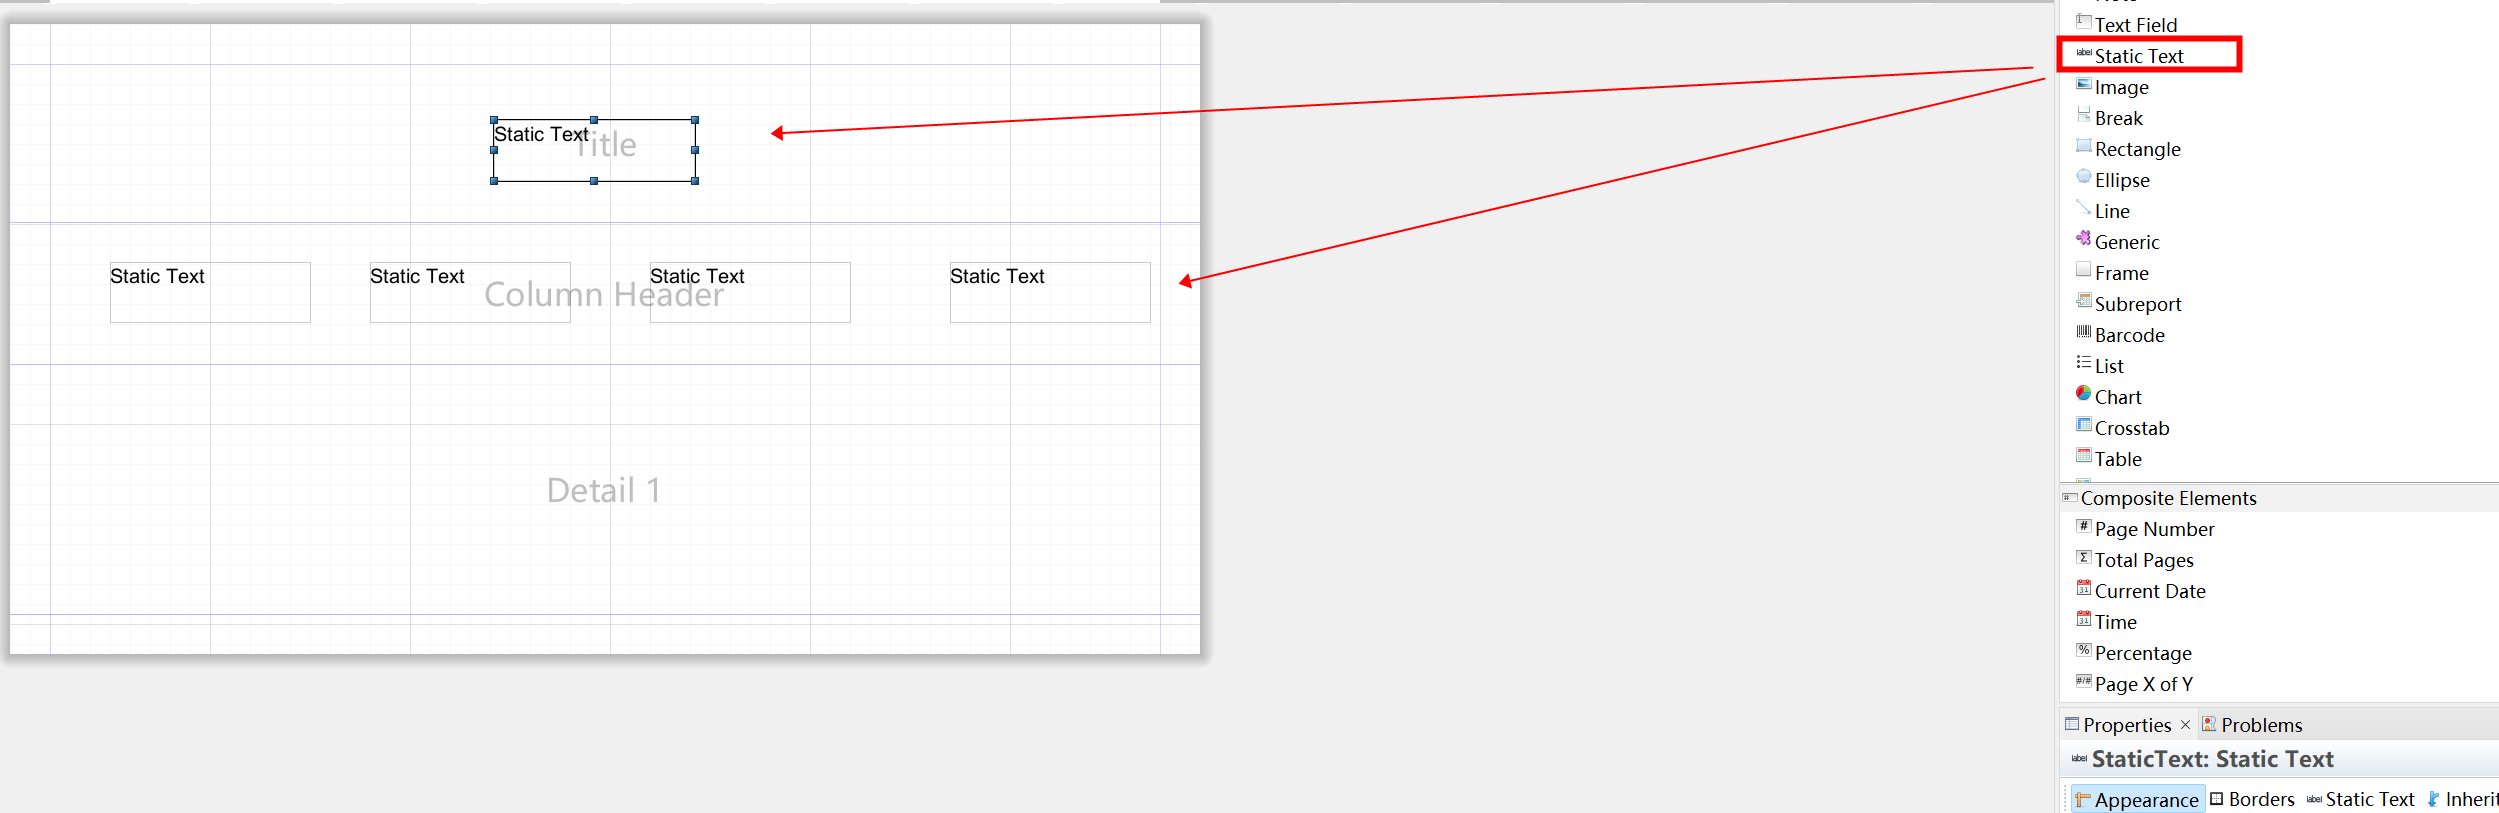 Static Text
Title
Static Text
Static Text
Static Text
Static Text
Column Header
Detail 1
Text Field
Static Text
Image
Break
Rectangle
Ellipse
Line
Generic
Frame
Subreport
Barcode
List
Chart
Crosstab
Table
Composite Elements
Page Number
Total Pages
Current Date
Time
Percentage
Page X of Y
Properties
Problems
label StaticText: Static Text
Appearance
Borders
label Static Text
Inherit